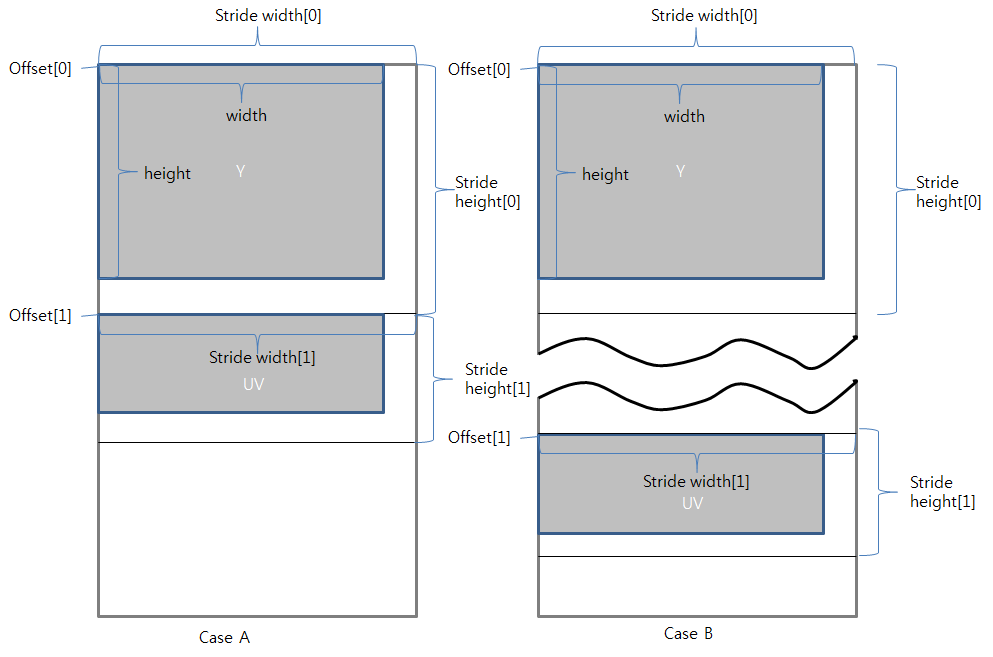 Stride width[0]
Offset[0]
width
height
Y
Stride
height[0]
Offset[1]
Stride width[1]
UV
Stride
height[1]
Case A
Stride width[0]
Offset[0]
width
height
Y
Stride
height[0]
Offset[1]
Stride width[1]
UV
Stride
height[1]
Case B